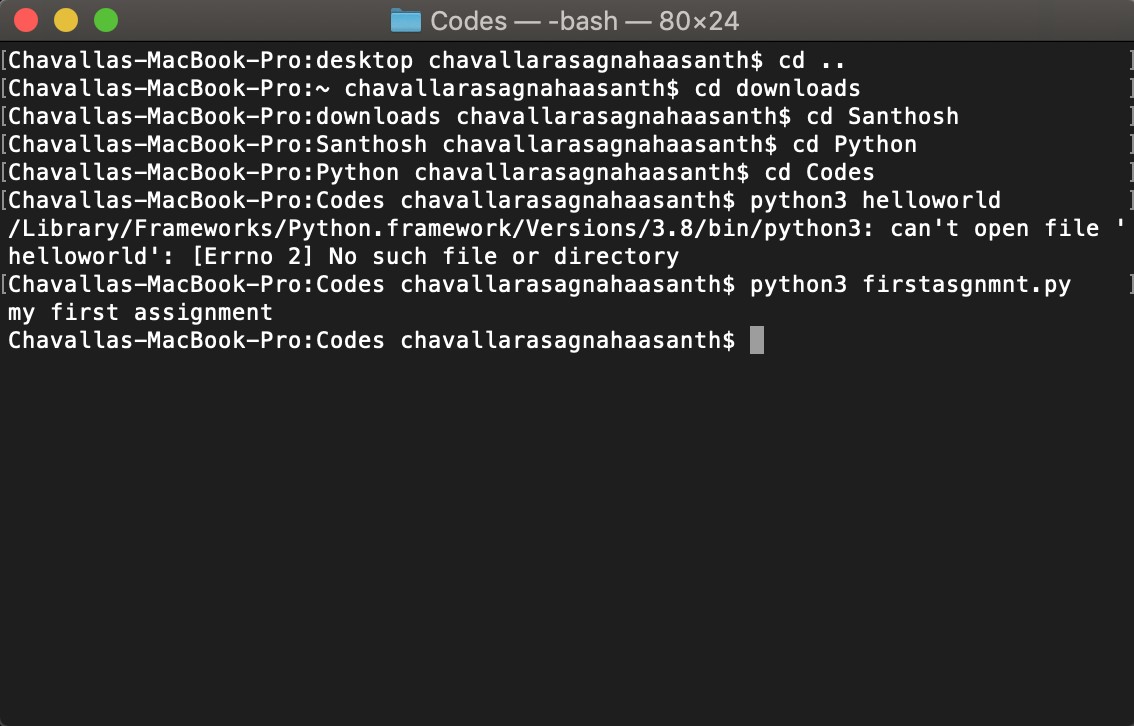 Codes — -bash — 80×24
[Chavallas-MacBook-Pro:desktop chavallarasagnahaasanth$ cd .. ]
[Chavallas-MacBook-Pro:~ chavallarasagnahaasanth$ cd downloads ]
[Chavallas-MacBook-Pro:downloads chavallarasagnahaasanth$ cd Santhosh ]
[Chavallas-MacBook-Pro:Santhosh chavallarasagnahaasanth$ cd Python ]
[Chavallas-MacBook-Pro:Python chavallarasagnahaasanth$ cd Codes ]
[Chavallas-MacBook-Pro:Codes chavallarasagnahaasanth$ python3 helloworld ]
/Library/Frameworks/Python.framework/Versions/3.8/bin/python3: can't open file '
helloworld': [Errno 2] No such file or directory
[Chavallas-MacBook-Pro:Codes chavallarasagnahaasanth$ python3 firstasgnmnt.py ]
my first assignment
Chavallas-MacBook-Pro:Codes chavallarasagnahaasanth$